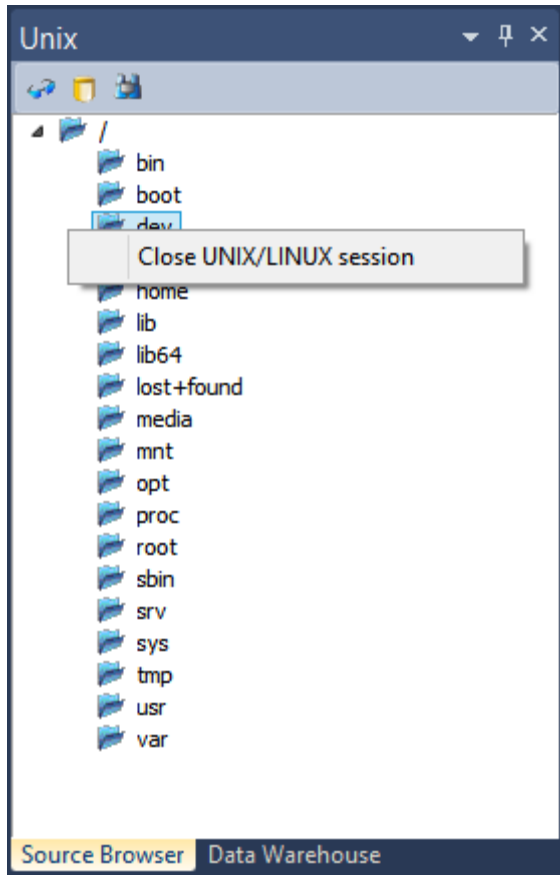 Unix
/
bin
boot
dev
Close UNIX/LINUX session
home
lib
lib64
lost+found
media
mnt
opt
proc
root
sbin
srv
sys
tmp
usr
var
Source Browser
Data Warehouse